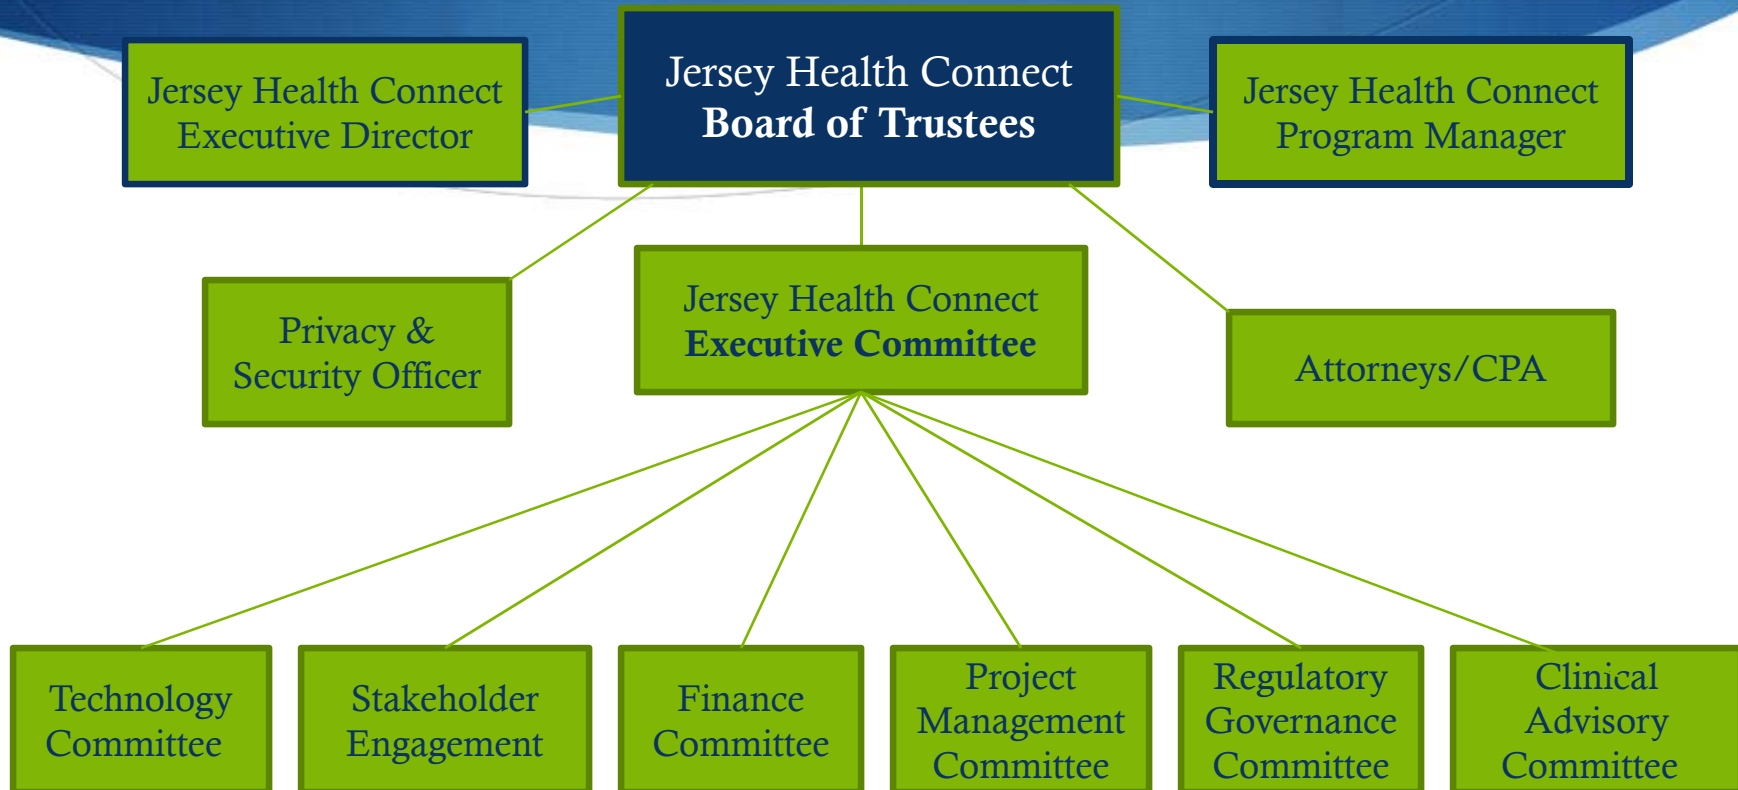 Jersey Health Connect
Executive Director
Jersey Health Connect
Board of Trustees
Jersey Health Connect
Program Manager
Privacy &
Security Officer
Jersey Health Connect
Executive Committee
Attorneys/CPA
Technology
Committee
Stakeholder
Engagement
Finance
Committee
Project
Management
Committee
Regulatory
Governance
Committee
Clinical
Advisory
Committee